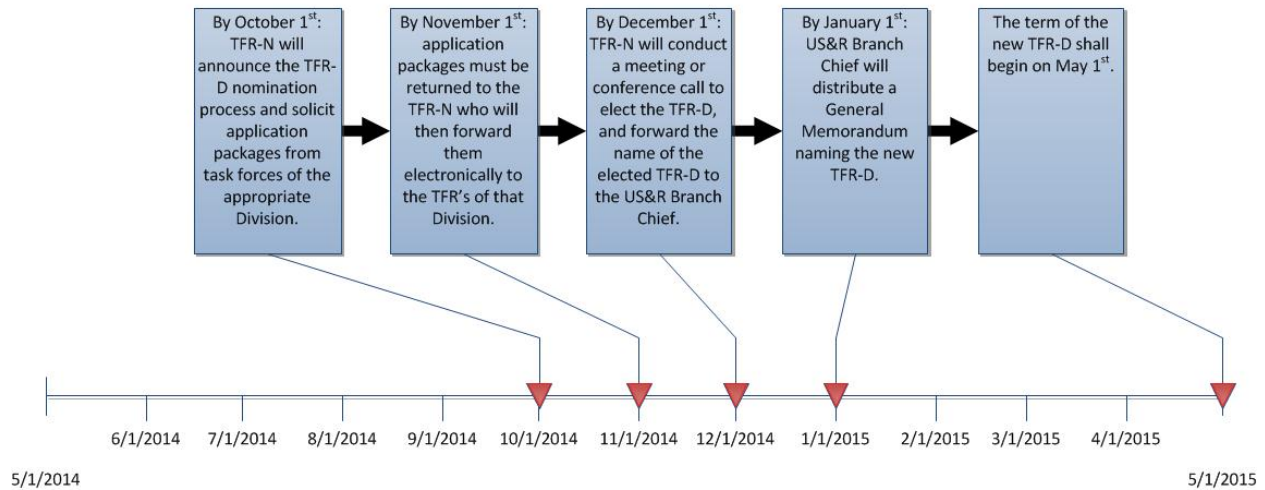 By October 1st:
TFR-N will
announce the TFR-
D nomination
process and solicit
application
packages from
task forces of the
appropriate
Division.
By November 1st:
application
packages must be
returned to the
TFR-N who will
then forward
them
electronically to
the TFR's of that
Division.
By December 1st:
TFR-N will conduct
a meeting or
conference call to
elect the TFR-D,
and forward the
name of the
elected TFR-D to
the US&R Branch
Chief.
By January 1st:
US&R Branch
Chief will
distribute a
General
Memorandum
naming the new
TFR-D.
The term of the
new TFR-D shall
begin on May 1st.
6/1/2014
7/1/2014
8/1/2014
9/1/2014
10/1/2014
11/1/2014
12/1/2014
1/1/2015
2/1/2015
3/1/2015
4/1/2015
5/1/2014
5/1/2015